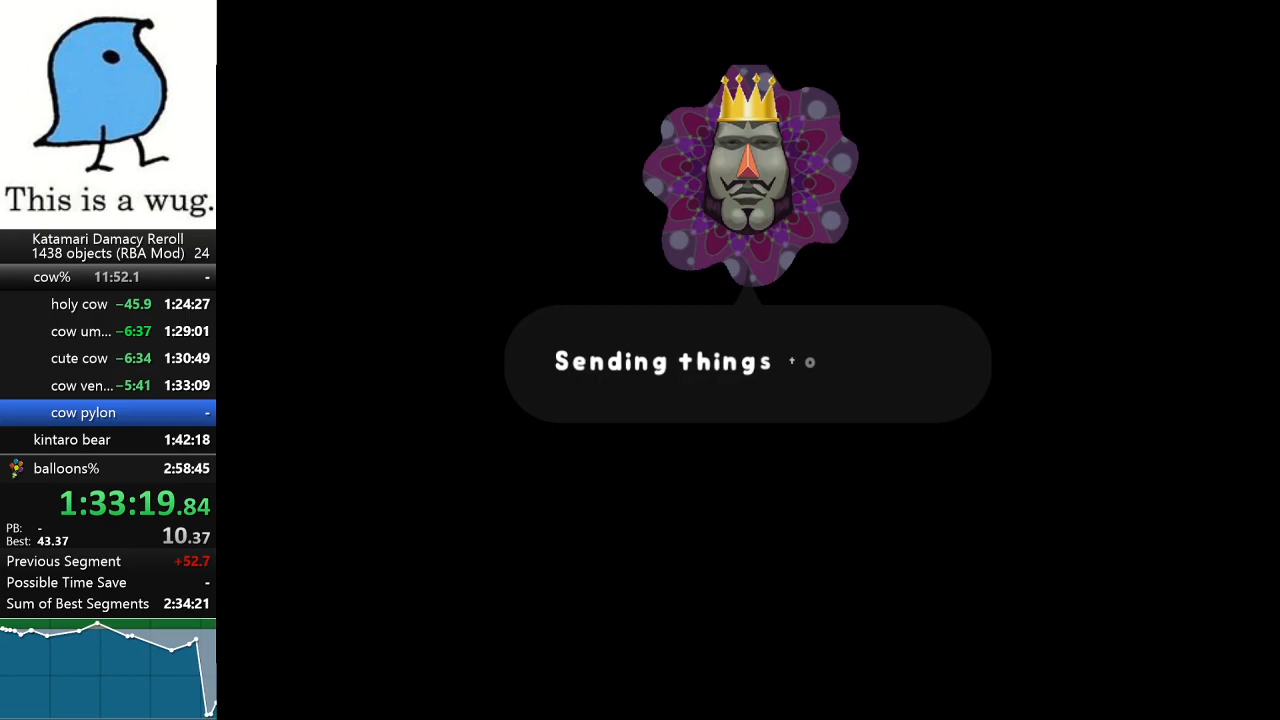 This is a wug.
Katamari Damacy Reroll
1438 objects (RBA Mod) 24
cow% 11:52.1 -
holy cow −45.9 1:24:27
cow um... −6:37 1:29:01
cute cow −6:34 1:30:49
cow ven... −5:41 1:33:09
cow pylon -
kintaro bear 1:42:18
balloons% 2:58:45
1:33:19.84
PB: -
Best: 43.37 10.37
Previous Segment +52.7
Possible Time Save -
Sum of Best Segments 2:34:21
Sending things to